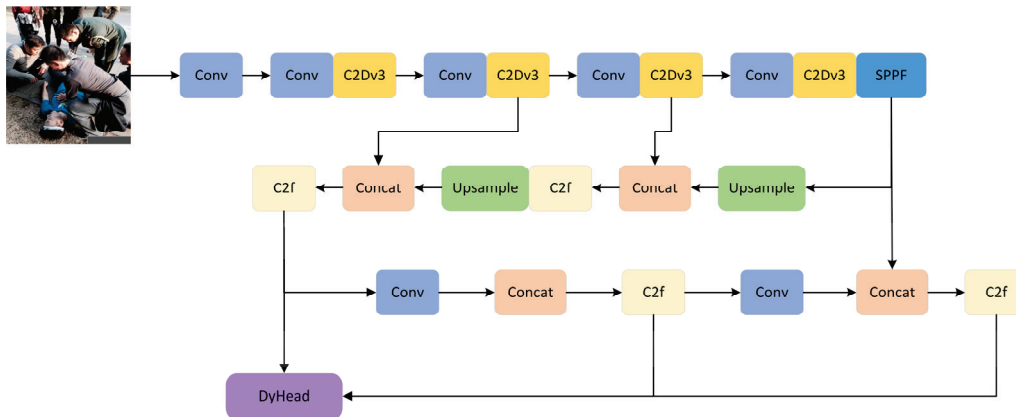 Conv
Conv
C2Dv3
Conv
C2Dv3
Conv
C2Dv3
Conv
C2Dv3
SPPF
C2f
Concat
Upsample
C2f
Concat
Upsample
Conv
Concat
C2f
Conv
Concat
C2f
DyHead